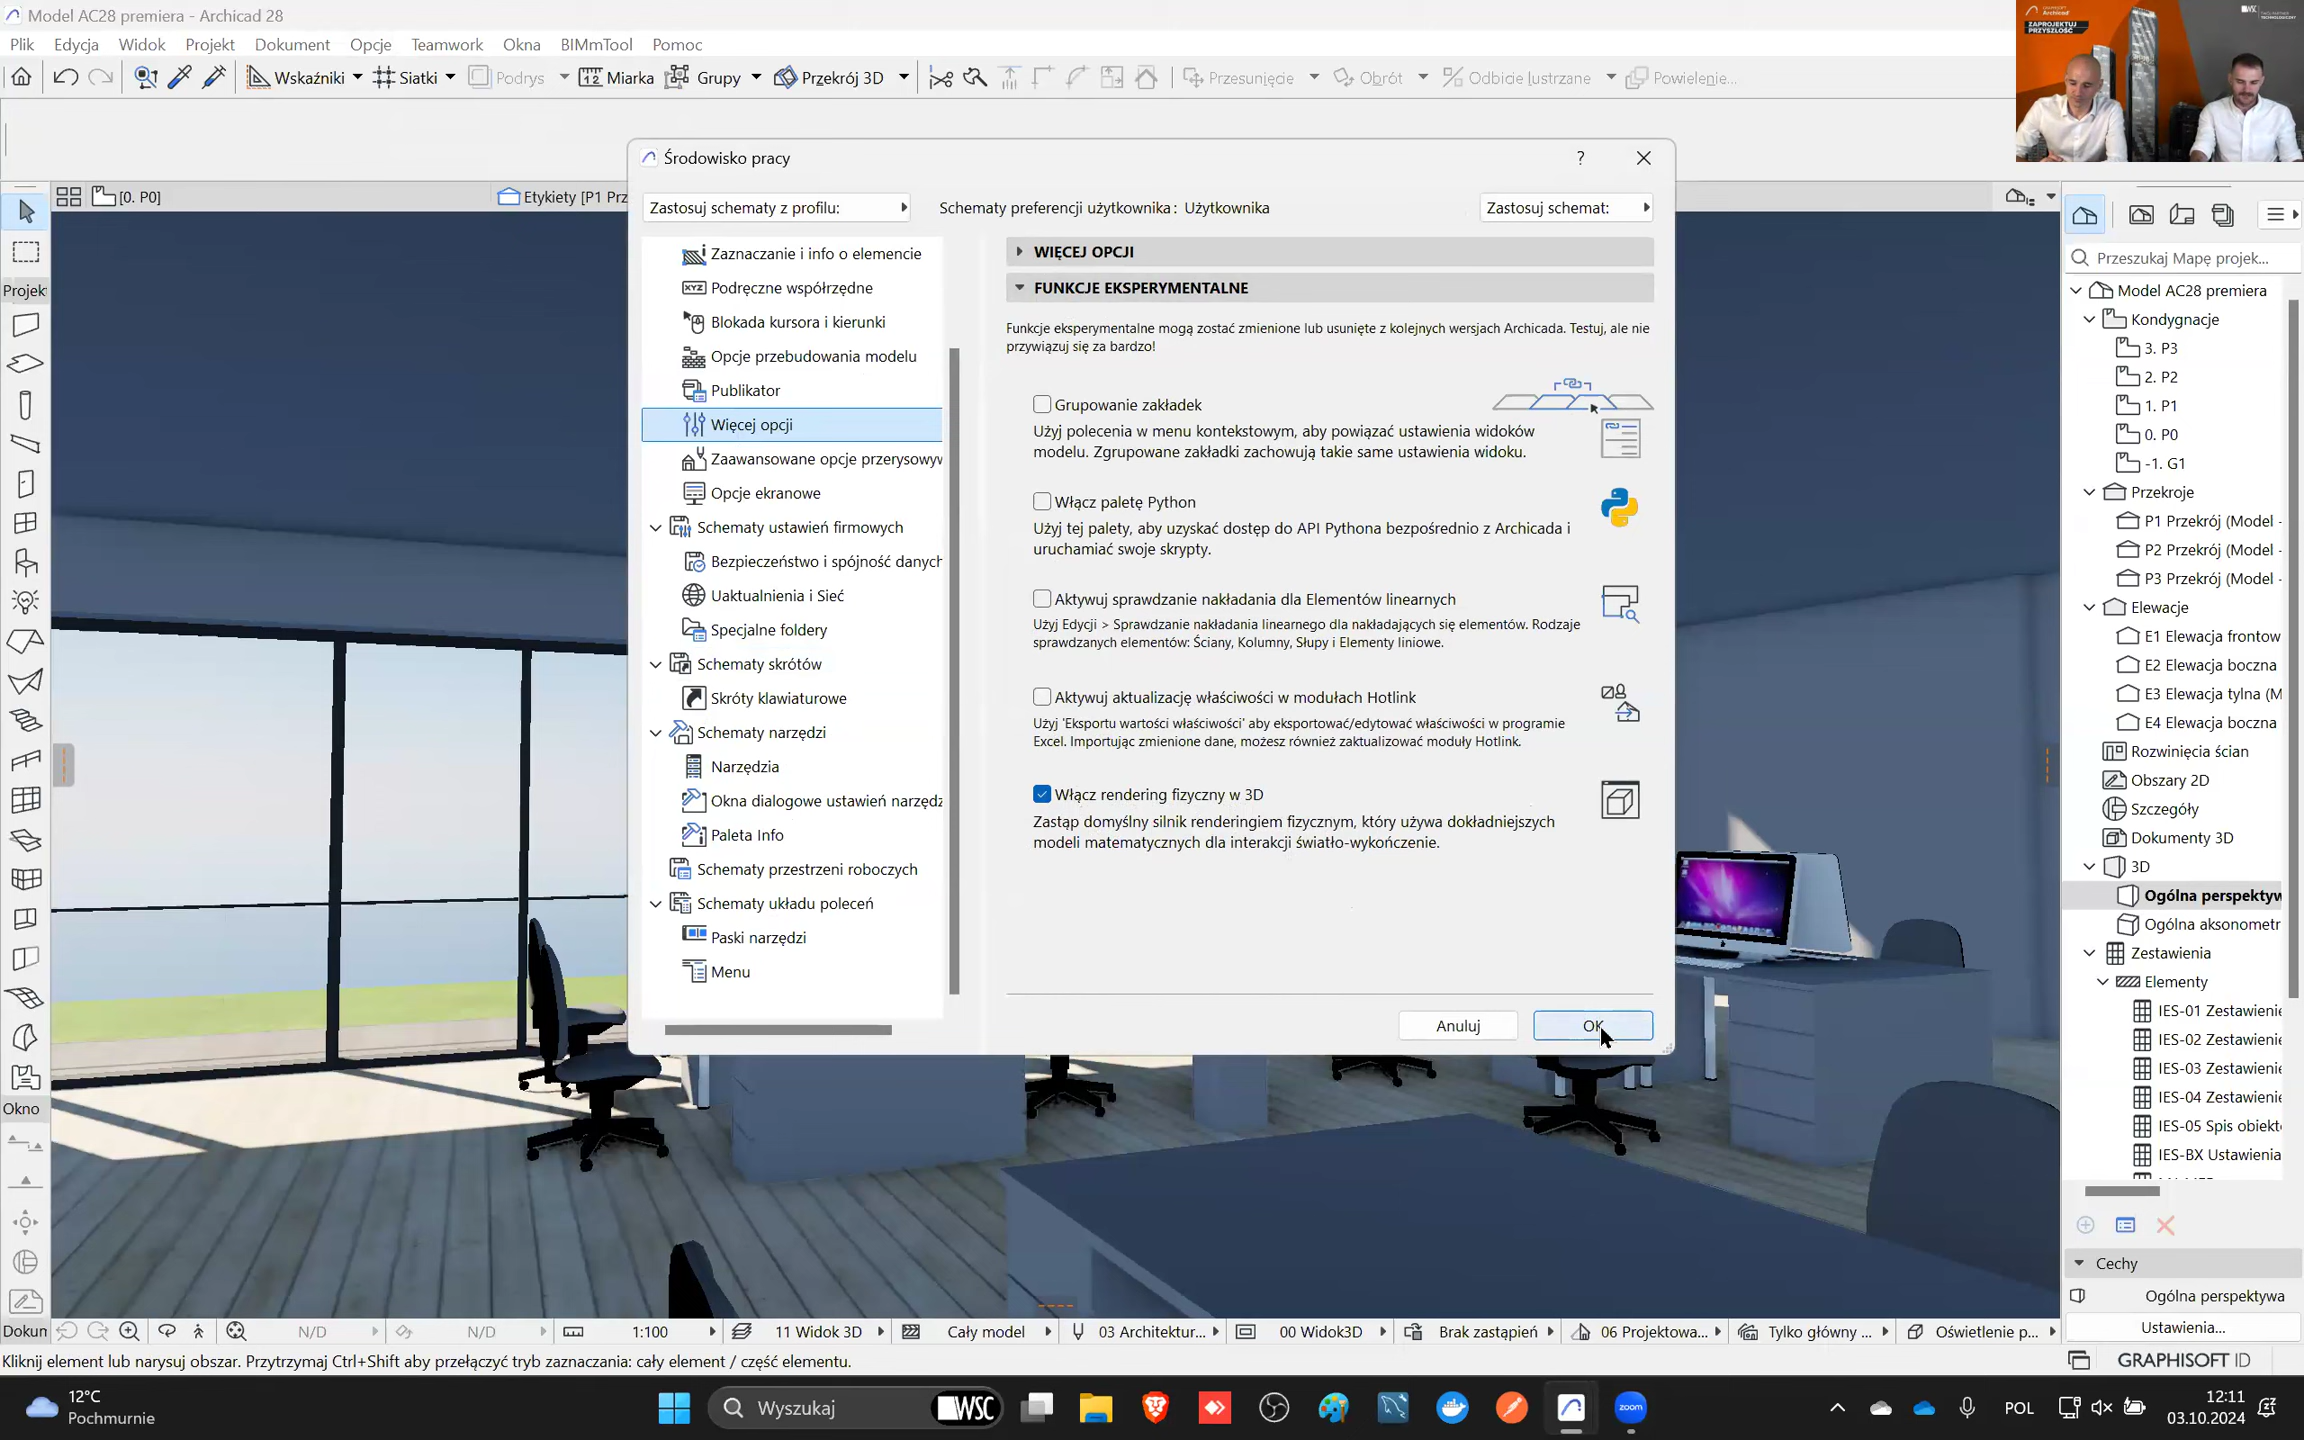 Model AC28 premiera - Archicad 28
Plik Edycja Widok Projekt Dokument Opcje Teamwork Okna BIMmTool Pomoc
Wskaźniki Siatki Podrys Miarka Grupy Przekrój 3D Przesunięcie Obrót Odbicie lustrzane Powielenie...
ZAPROJEKTUJ
PRZYSZŁOŚĆ
[0. P0] Etykiety [P1 Prz
Projekt
Okno
Dokun
Środowisko pracy
?
Zastosuj schematy z profilu:
Schematy preferencji użytkownika: Użytkownika
Zastosuj schemat:
Zaznaczanie i info o elemencie
Podręczne współrzędne
Blokada kursora i kierunki
Opcje przebudowania modelu
Publikator
Więcej opcji
Zaawansowane opcje przerysowyw
Opcje ekranowe
Schematy ustawień firmowych
Bezpieczeństwo i spójność danych
Uaktualnienia i Sieć
Specjalne foldery
Schematy skrótów
Skróty klawiaturowe
Schematy narzędzi
Narzędzia
Okna dialogowe ustawień narzędz
Paleta Info
Schematy przestrzeni roboczych
Schematy układu poleceń
Paski narzędzi
Menu
WIĘCEJ OPCJI
FUNKCJE EKSPERYMENTALNE
Funkcje eksperymentalne mogą zostać zmienione lub usunięte z kolejnych wersjach Archicada. Testuj, ale nie
przywiązuj się za bardzo!
Grupowanie zakładek
Użyj polecenia w menu kontekstowym, aby powiązać ustawienia widoków
modelu. Zgrupowane zakładki zachowują takie same ustawienia widoku.
Włącz paletę Python
Użyj tej palety, aby uzyskać dostęp do API Pythona bezpośrednio z Archicada i
uruchamiać swoje skrypty.
Aktywuj sprawdzanie nakładania dla Elementów linearnych
Użyj Edycji > Sprawdzanie nakładania linearnego dla nakładających się elementów. Rodzaje
sprawdzanych elementów: Ściany, Kolumny, Słupy i Elementy liniowe.
Aktywuj aktualizację właściwości w modułach Hotlink
Użyj 'Eksportu wartości właściwości' aby eksportować/edytować właściwości w programie
Excel. Importując zmienione dane, możesz również zaktualizować moduły Hotlink.
Włącz rendering fizyczny w 3D
Zastąp domyślny silnik renderingiem fizycznym, który używa dokładniejszych
modeli matematycznych dla interakcji światło-wykończenie.
Anuluj OK
Przeszukaj Mapę projek...
Model AC28 premiera
Kondygnacje
3. P3
2. P2
1. P1
0. P0
-1. G1
Przekroje
P1 Przekrój (Model -
P2 Przekrój (Model -
P3 Przekrój (Model -
Elewacje
E1 Elewacja frontow
E2 Elewacja boczna
E3 Elewacja tylna (M
E4 Elewacja boczna
Rozwinięcia ścian
Obszary 2D
Szczegóły
Dokumenty 3D
3D
Ogólna perspektyw
Ogólna aksonometr
Zestawienia
Elementy
IES-01 Zestawienie
IES-02 Zestawienie
IES-03 Zestawienie
IES-04 Zestawienie
IES-05 Spis obiekt
IES-BX Ustawienia
Cechy
Ogólna perspektywa
Ustawienia...
N/D N/D 1:100 11 Widok 3D Cały model 03 Architektur... 00 Widok3D Brak zastąpień 06 Projektowa... Tylko główny ... Oświetlenie p...
Kliknij element lub narysuj obszar. Przytrzymaj Ctrl+Shift aby przełączyć tryb zaznaczania: cały element / część elementu.
GRAPHISOFT ID
12°C
Pochmurnie
Wyszukaj
WSC
zoom
POL
12:11
03.10.2024